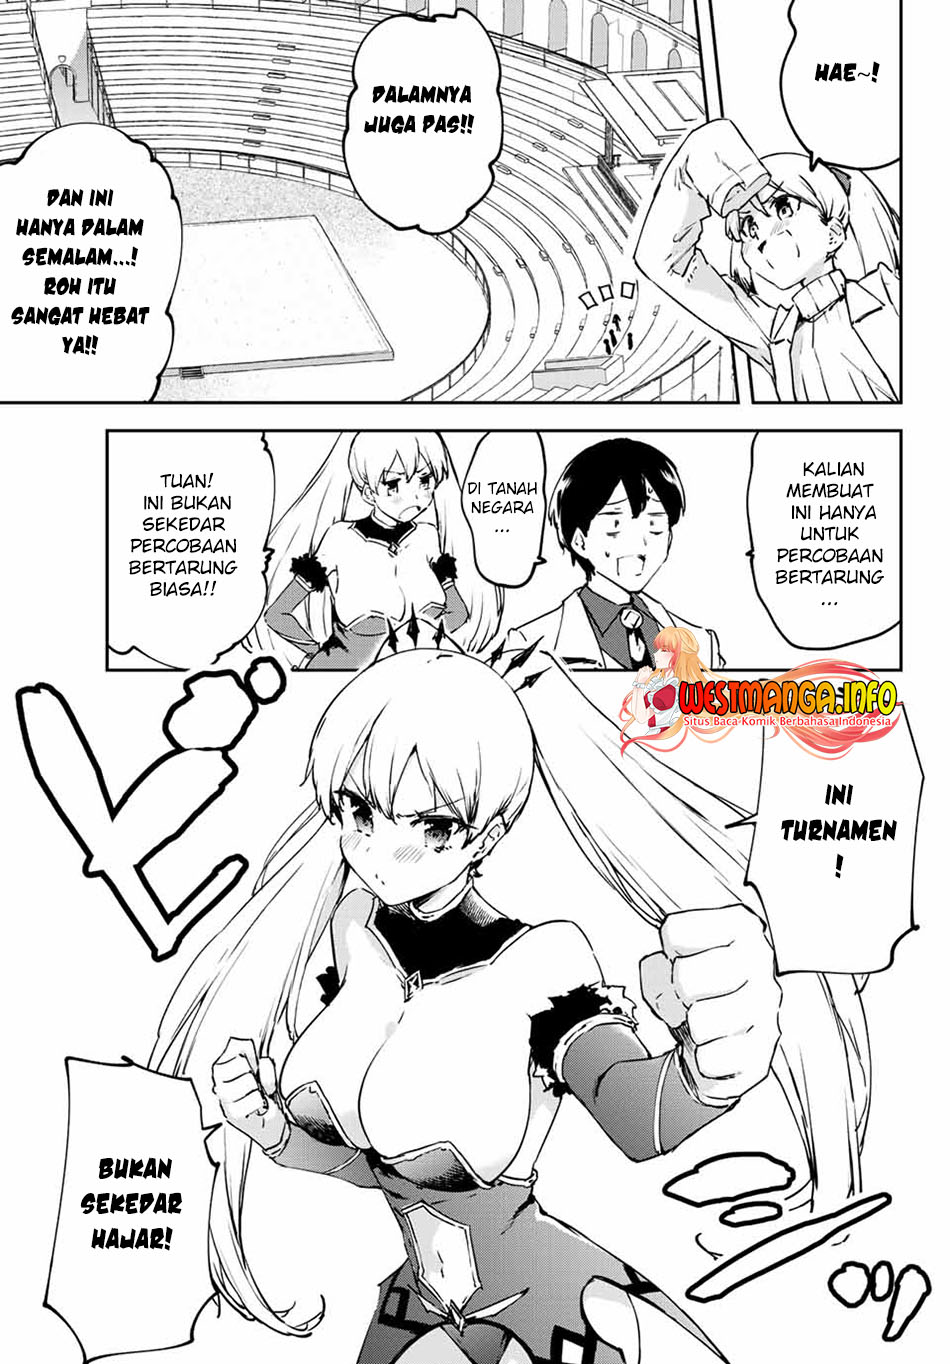 HAE~!
DALAMNYA
JUGA PAS!!
DAN INI
HANYA DALAM
SEMALAM...!
ROH ITU
SANGAT HEBAT
YA!!
KALIAN
MEMBUAT
INI HANYA
UNTUK
PERCOBAAN
BERTARUNG
...
DI TANAH
NEGARA
...
TUAN!
INI BUKAN
SEKEDAR
PERCOBAAN
BERTARUNG
BIASA!!
WESTMANGA.INFO
Situs Baca Komik Berbahasa Indonesia
INI
TURNAMEN
!
BUKAN
SEKEDAR
HAJAR!